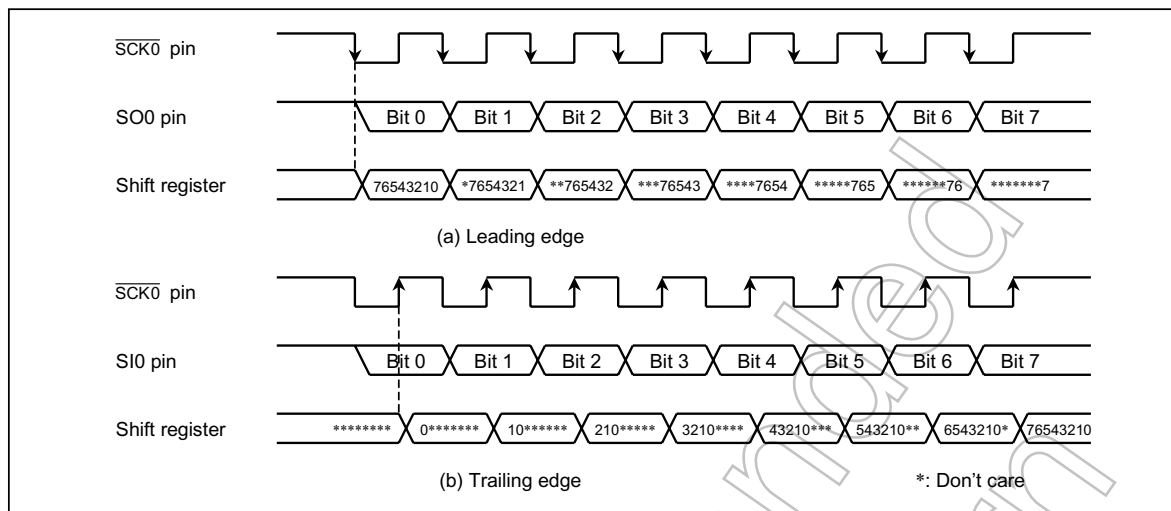 SCK0 pin
SO0 pin Bit 0 Bit 1 Bit 2 Bit 3 Bit 4 Bit 5 Bit 6 Bit 7
Shift register 76543210 *7654321 **765432 ***76543 ****7654 *****765 ******76 *******7
(a) Leading edge
SCK0 pin
SI0 pin Bit 0 Bit 1 Bit 2 Bit 3 Bit 4 Bit 5 Bit 6 Bit 7
Shift register ******** 0******* 10****** 210***** 3210**** 43210*** 543210** 6543210* 76543210
(b) Trailing edge *: Don't care